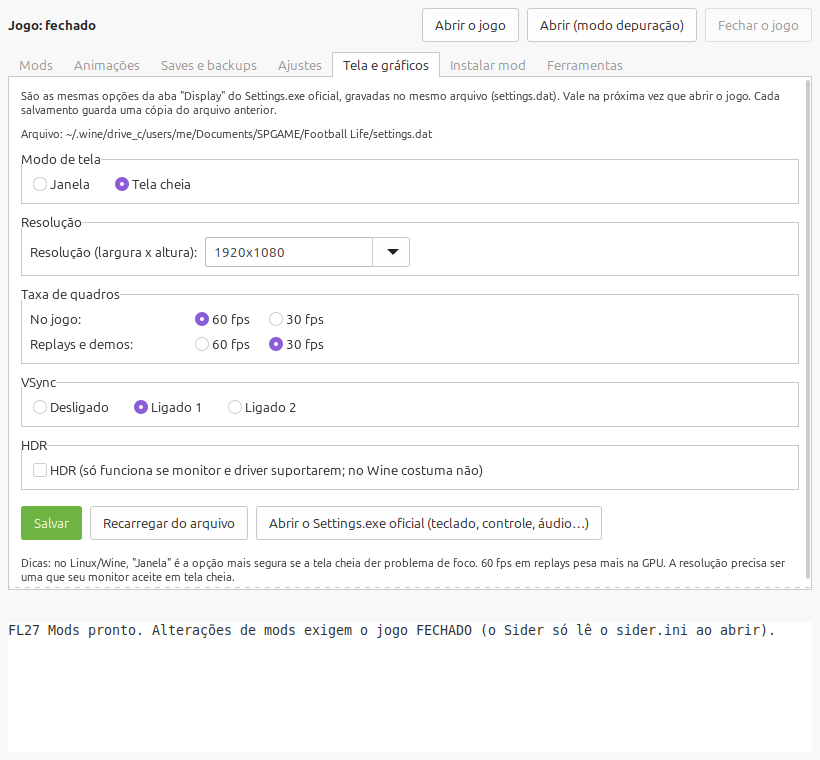 Jogo: fechado
Abrir o jogo
Abrir (modo depuração)
Fechar o jogo
Mods
Animações
Saves e backups
Ajustes
Tela e gráficos
Instalar mod
Ferramentas
São as mesmas opções da aba "Display" do Settings.exe oficial, gravadas no mesmo arquivo (settings.dat). Vale na próxima vez que abrir o jogo. Cada
salvamento guarda uma cópia do arquivo anterior.
Arquivo: ~/.wine/drive_c/users/me/Documents/SPGAME/Football Life/settings.dat
Modo de tela
Janela
Tela cheia
Resolução
Resolução (largura x altura):
1920x1080
Taxa de quadros
No jogo:
60 fps
30 fps
Replays e demos:
60 fps
30 fps
VSync
Desligado
Ligado 1
Ligado 2
HDR
HDR (só funciona se monitor e driver suportarem; no Wine costuma não)
Salvar
Recarregar do arquivo
Abrir o Settings.exe oficial (teclado, controle, áudio…)
Dicas: no Linux/Wine, "Janela" é a opção mais segura se a tela cheia der problema de foco. 60 fps em replays pesa mais na GPU. A resolução precisa ser
uma que seu monitor aceite em tela cheia.
FL27 Mods pronto. Alterações de mods exigem o jogo FECHADO (o Sider só lê o sider.ini ao abrir).